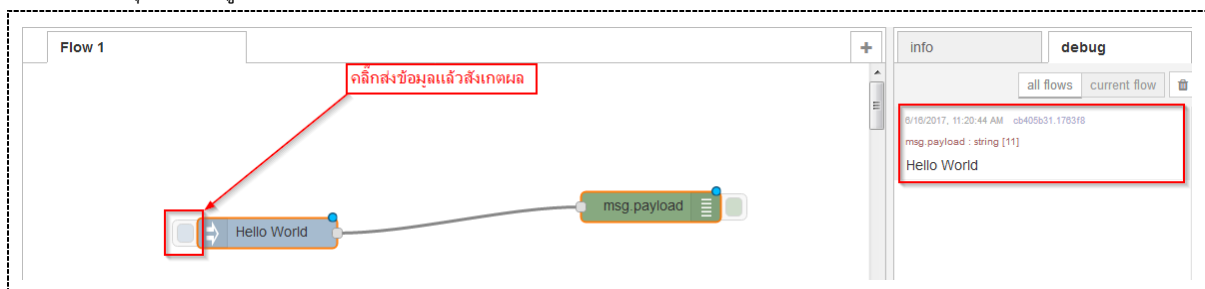 Flow 1
+
info
debug
คลิ๊กส่งข้อมูลแล้วสังเกตผล
all flows
current flow
6/16/2017, 11:20:44 AM cb405b31.1763f8
msg.payload : string [11]
Hello World
msg.payload
Hello World